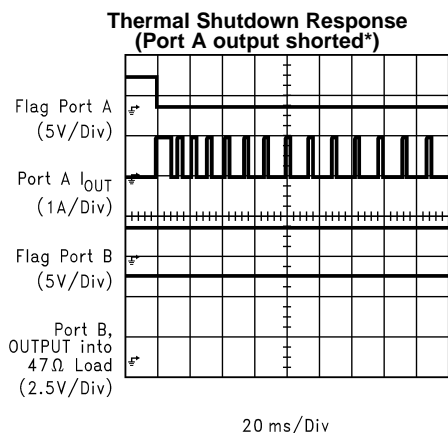 Thermal Shutdown Response
(Port A output shorted*)
Flag Port A
(5V/Div)
Port A IOUT
(1A/Div)
Flag Port B
(5V/Div)
Port B,
OUTPUT into
47Ω Load
(2.5V/Div)
20 ms/Div